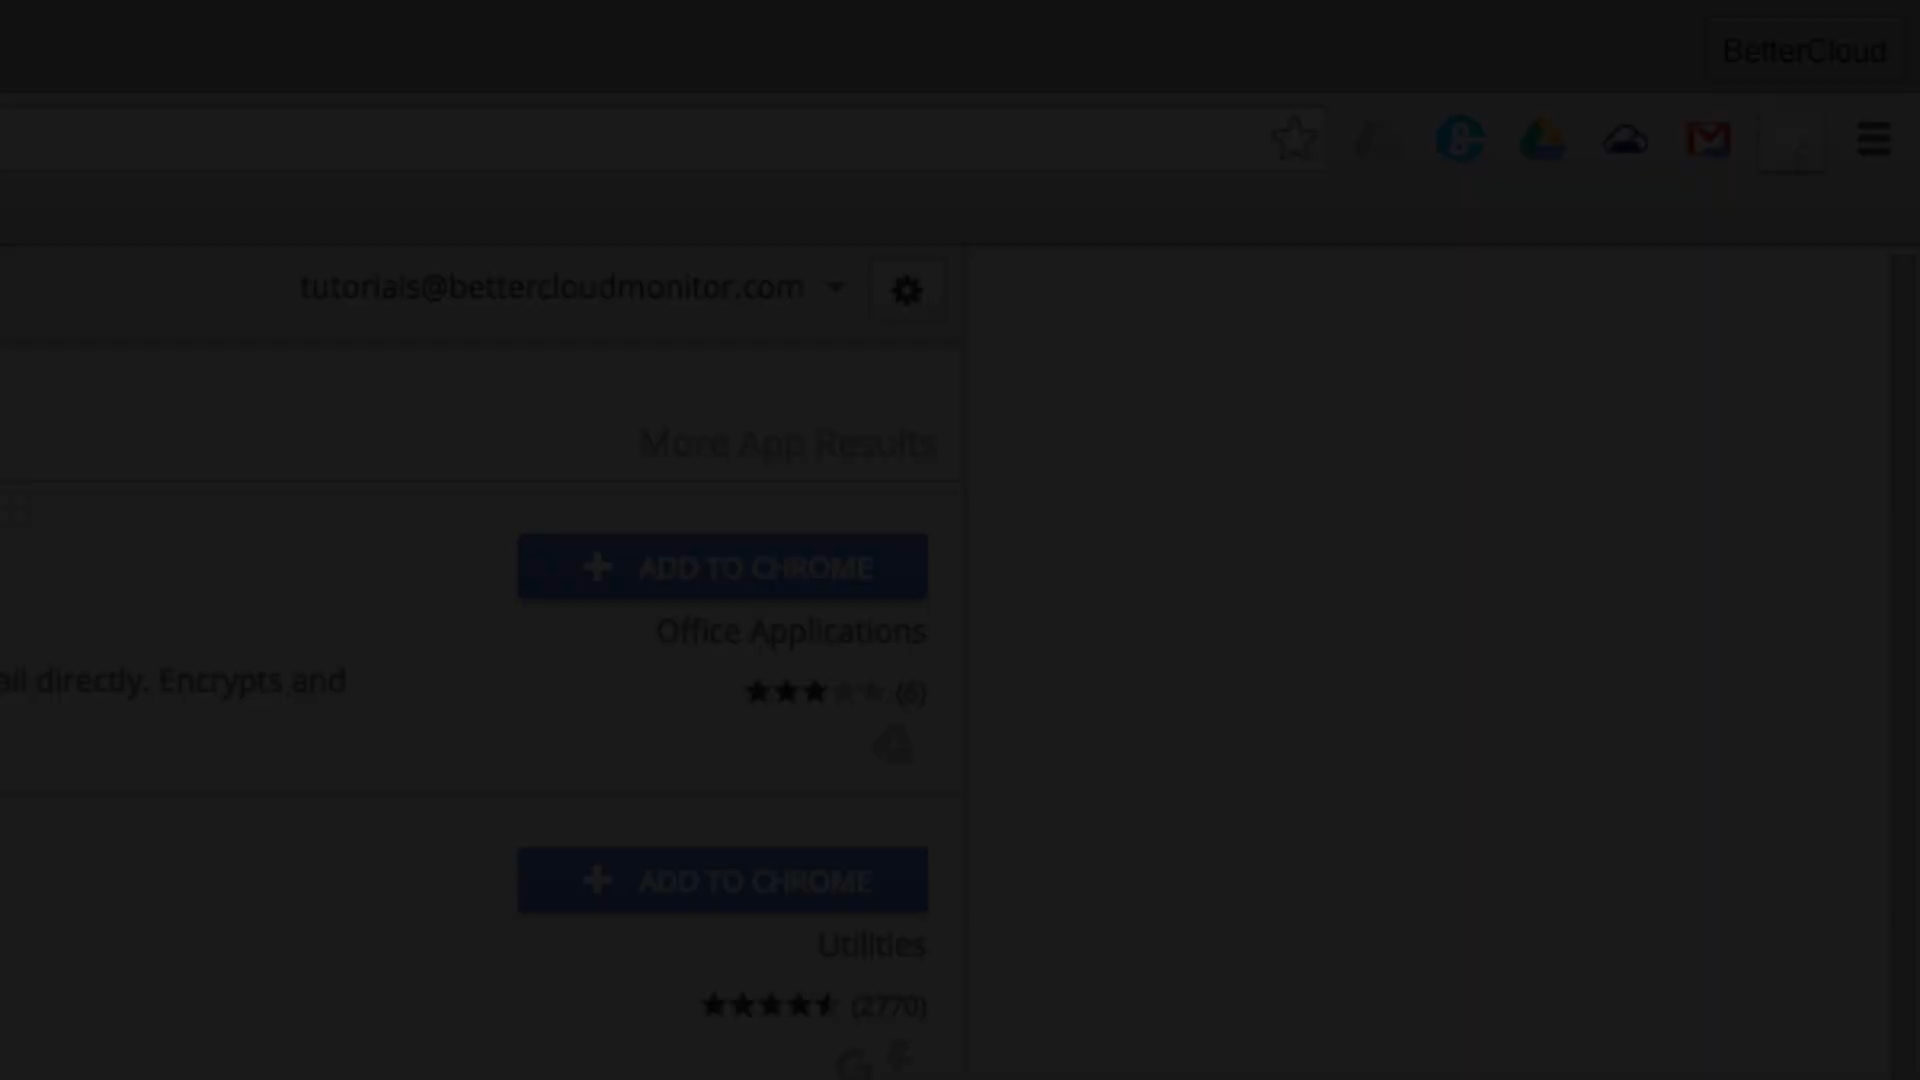 BetterCloud
tutorials@bettercloudmonitor.com
More App Results
ADD TO CHROME
Office Applications
ail directly. Encrypts and
(6)
ADD TO CHROME
Utilities
(2770)